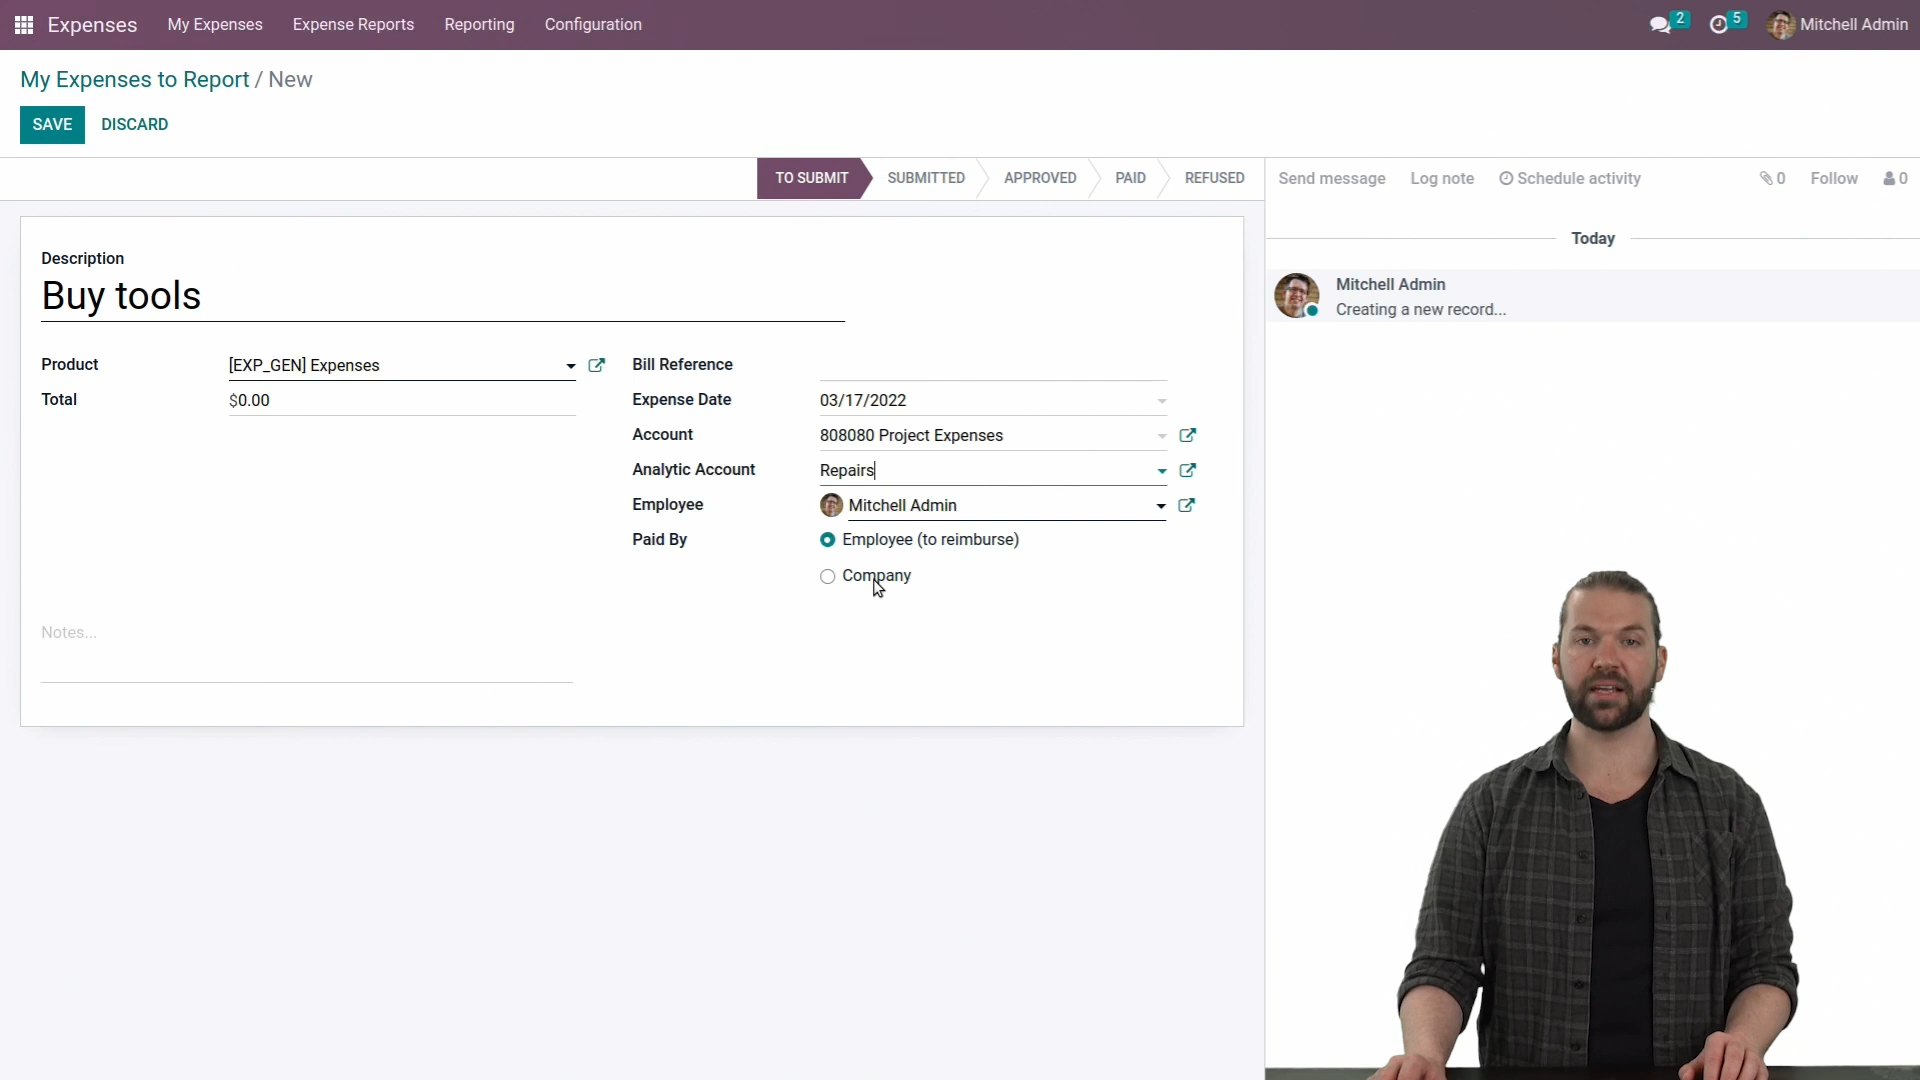 Expenses My Expenses Expense Reports Reporting Configuration 2 5 Mitchell Admin
My Expenses to Report / New
SAVE DISCARD
TO SUBMIT SUBMITTED APPROVED PAID REFUSED Send message Log note Schedule activity 0 Follow 0
Today
Mitchell Admin
Creating a new record...
Description
Buy tools
Product [EXP_GEN] Expenses
Total $0.00
Bill Reference
Expense Date 03/17/2022
Account 808080 Project Expenses
Analytic Account Repairs
Employee Mitchell Admin
Paid By Employee (to reimburse)
Company
Notes...